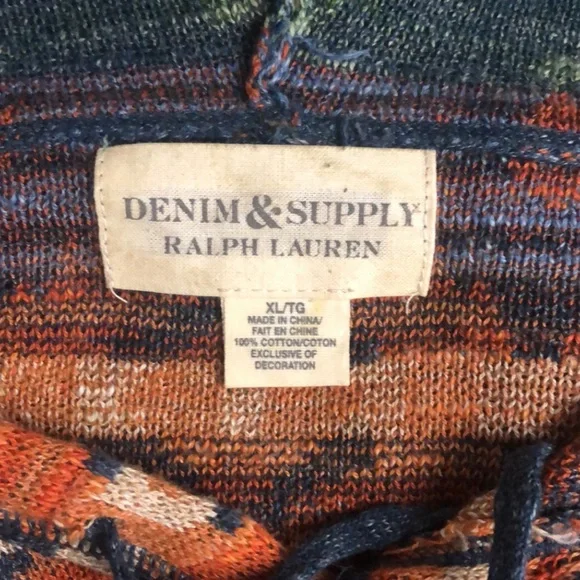 DENIM & SUPPLY
RALPH LAUREN
XL/TG
MADE IN CHINA/
FAIT EN CHINE
100% COTTON/COTON
EXCLUSIVE OF
DECORATION